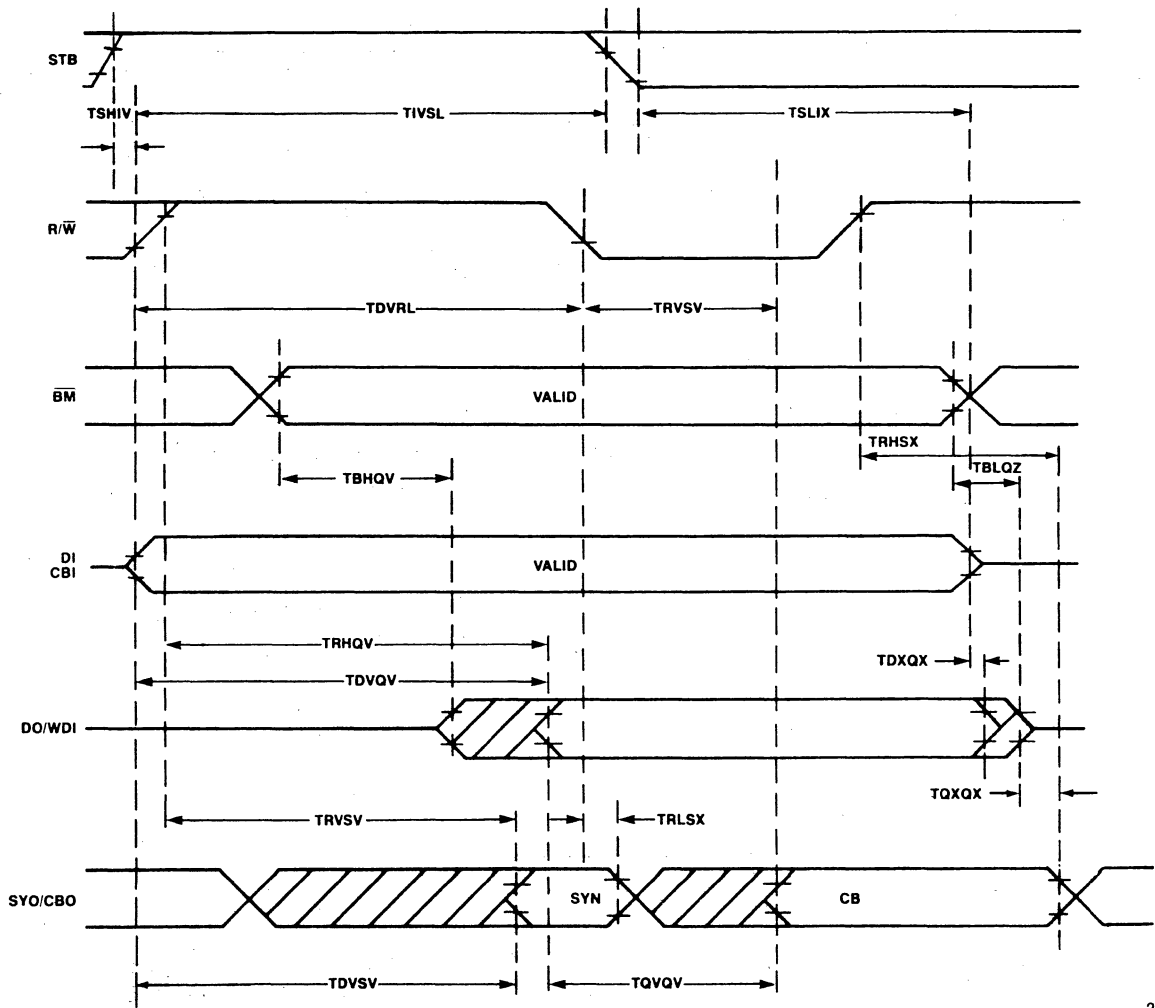 STB
TSHIV
TIVSL
TSLIX
R/W̅
TDVRL
TRVSV
B̅M̅
VALID
TRHSX
TBHQV
TBLQZ
DI
CBI
VALID
TRHQV
TDXQX
TDVQV
DO/WDI
TQXQX
TRVSV
TRLSX
SYO/CBO
SYN
CB
TDVSV
TQVQV